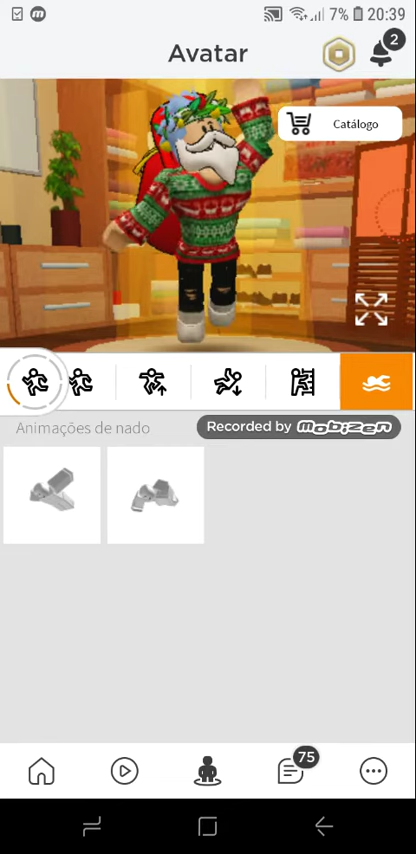 7% 20:39
Avatar
2
Catálogo
Animações de nado
Recorded by mobizen
75